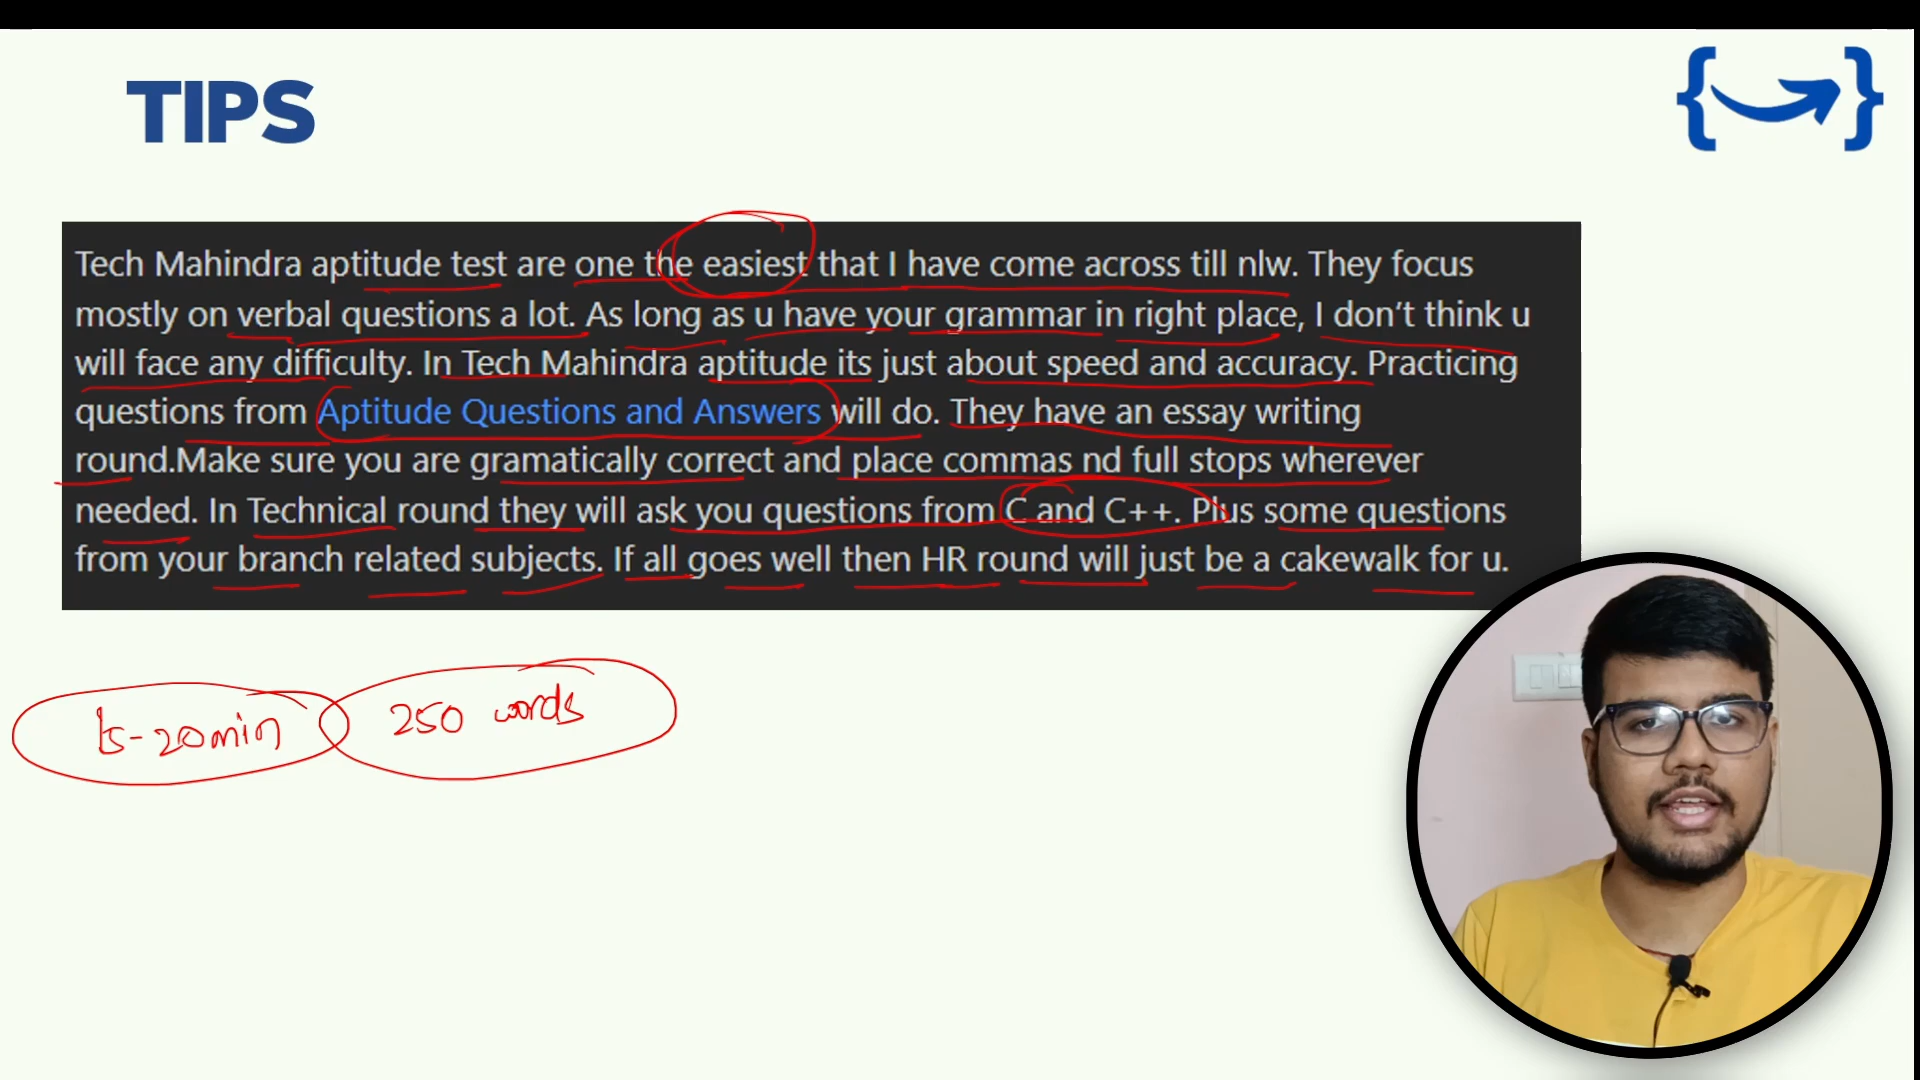 TIPS
Tech Mahindra aptitude test are one the easiest that I have come across till nlw. They focus
mostly on verbal questions a lot. As long as u have your grammar in right place, I don’t think u
will face any difficulty. In Tech Mahindra aptitude its just about speed and accuracy. Practicing
questions from Aptitude Questions and Answers will do. They have an essay writing
round.Make sure you are gramatically correct and place commas nd full stops wherever
needed. In Technical round they will ask you questions from C and C++. Plus some questions
from your branch related subjects. If all goes well then HR round will just be a cakewalk for u.
15-20min 250 words